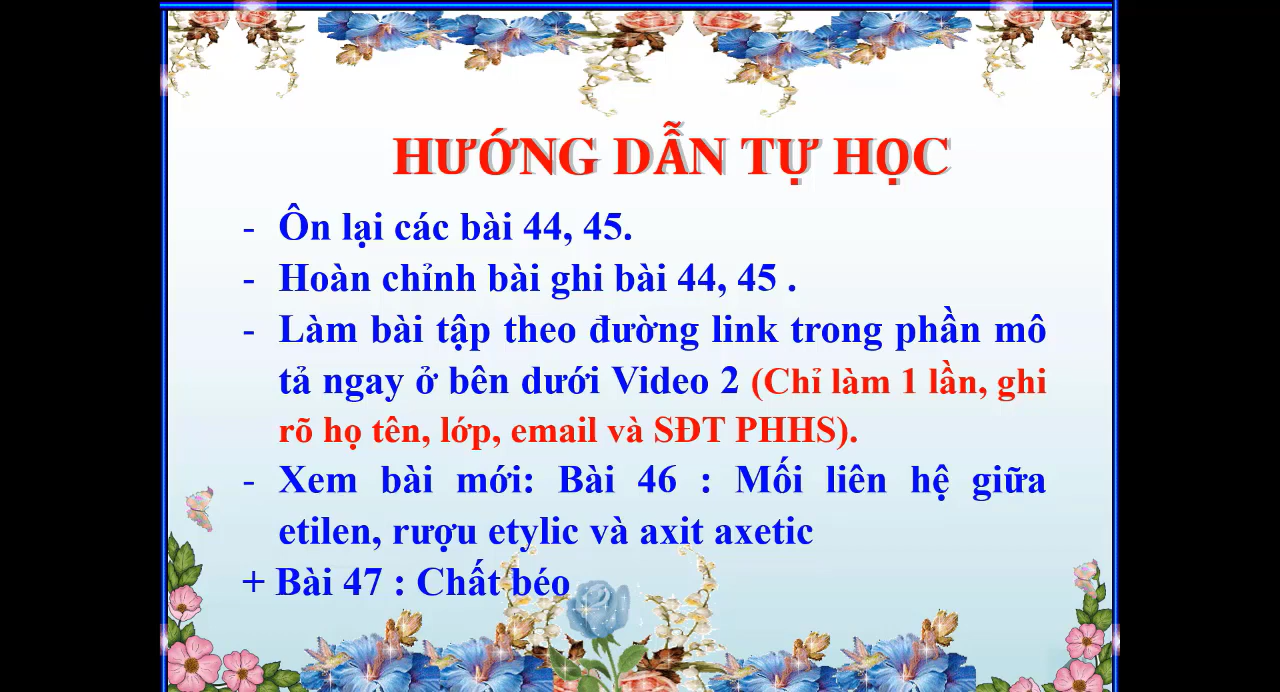 HƯỚNG DẪN TỰ HỌC
- Ôn lại các bài 44, 45.
- Hoàn chỉnh bài ghi bài 44, 45 .
- Làm bài tập theo đường link trong phần mô
tả ngay ở bên dưới Video 2 (Chỉ làm 1 lần, ghi
rõ họ tên, lớp, email và SĐT PHHS).
- Xem bài mới: Bài 46 : Mối liên hệ giữa
etilen, rượu etylic và axit axetic
+ Bài 47 : Chất béo